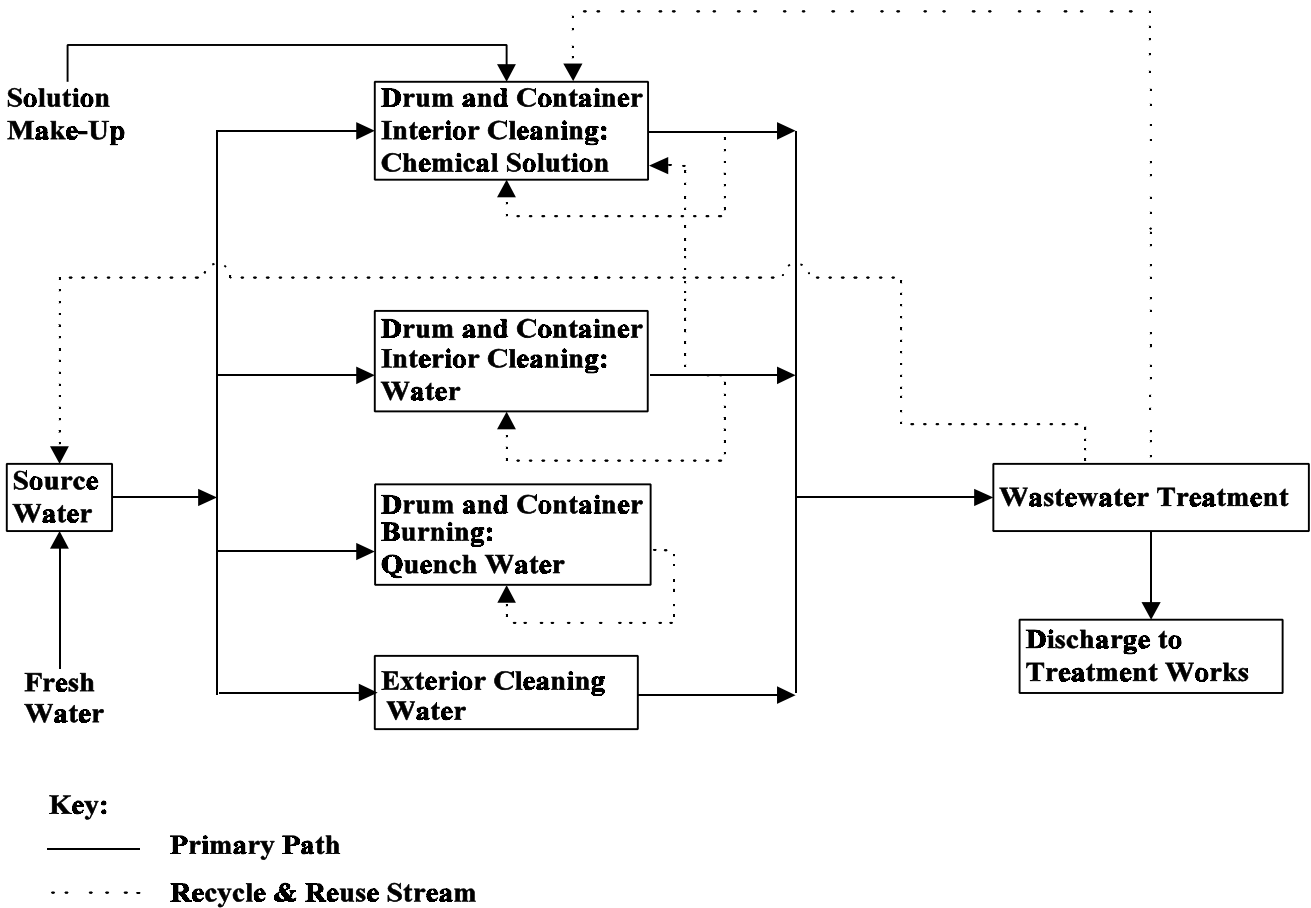 Solution
Make-Up
Drum and Container
Interior Cleaning:
Chemical Solution
Drum and Container
Interior Cleaning:
Water
Source
Water
Drum and Container
Burning:
Quench Water
Wastewater Treatment
Fresh
Water
Exterior Cleaning
Water
Discharge to
Treatment Works
Key:
Primary Path
Recycle & Reuse Stream